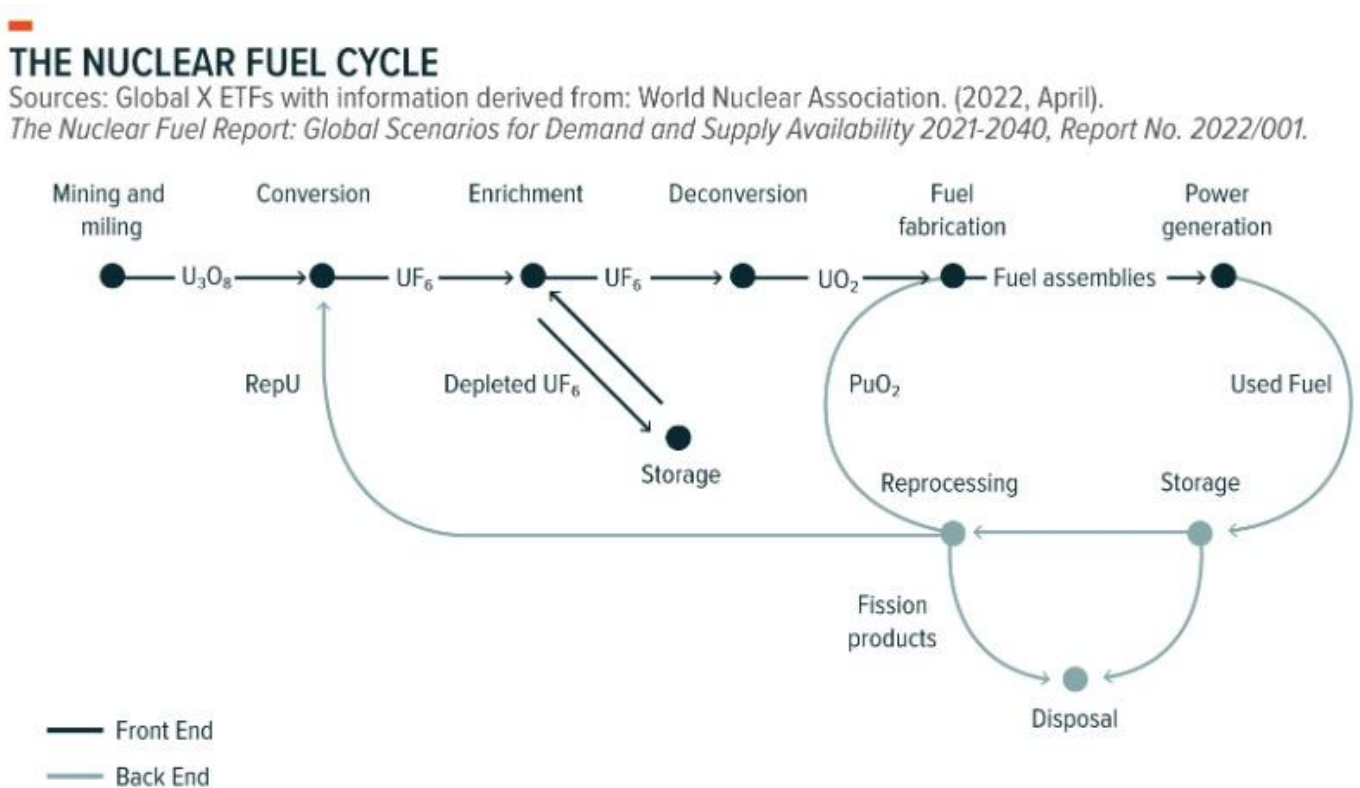 THE NUCLEAR FUEL CYCLE
Sources: Global X ETFs with information derived from: World Nuclear Association. (2022, April).
The Nuclear Fuel Report: Global Scenarios for Demand and Supply Availability 2021-2040, Report No. 2022/001.
Mining and
miling
Conversion
Enrichment
Deconversion
Fuel
fabrication
Power
generation
U₃O₈
UF₆
UF₆
UO₂
Fuel assemblies
RepU
Depleted UF₆
PuO₂
Used Fuel
Storage
Reprocessing
Storage
Fission
products
Disposal
Front End
Back End